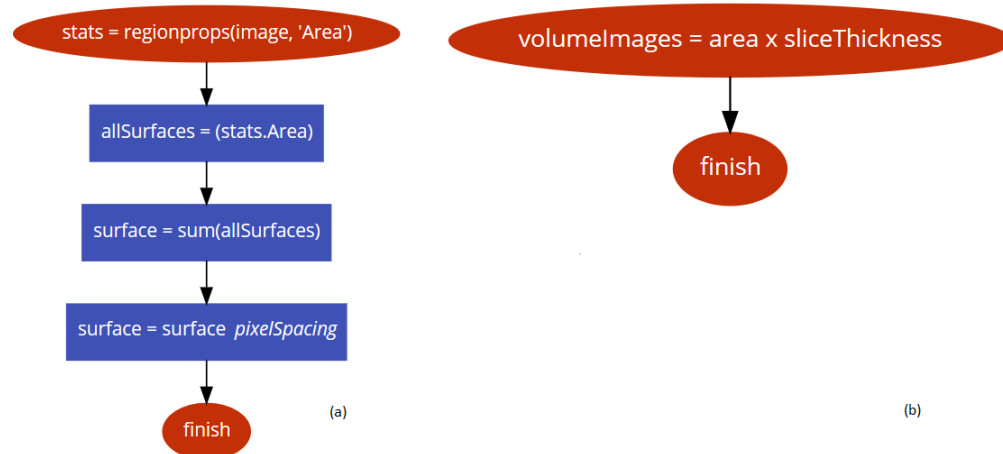 stats = regionprops(image, 'Area')
allSurfaces = (stats.Area)
surface = sum(allSurfaces)
surface = surface pixelSpacing
finish
(a)
volumeImages = area x sliceThickness
finish
(b)